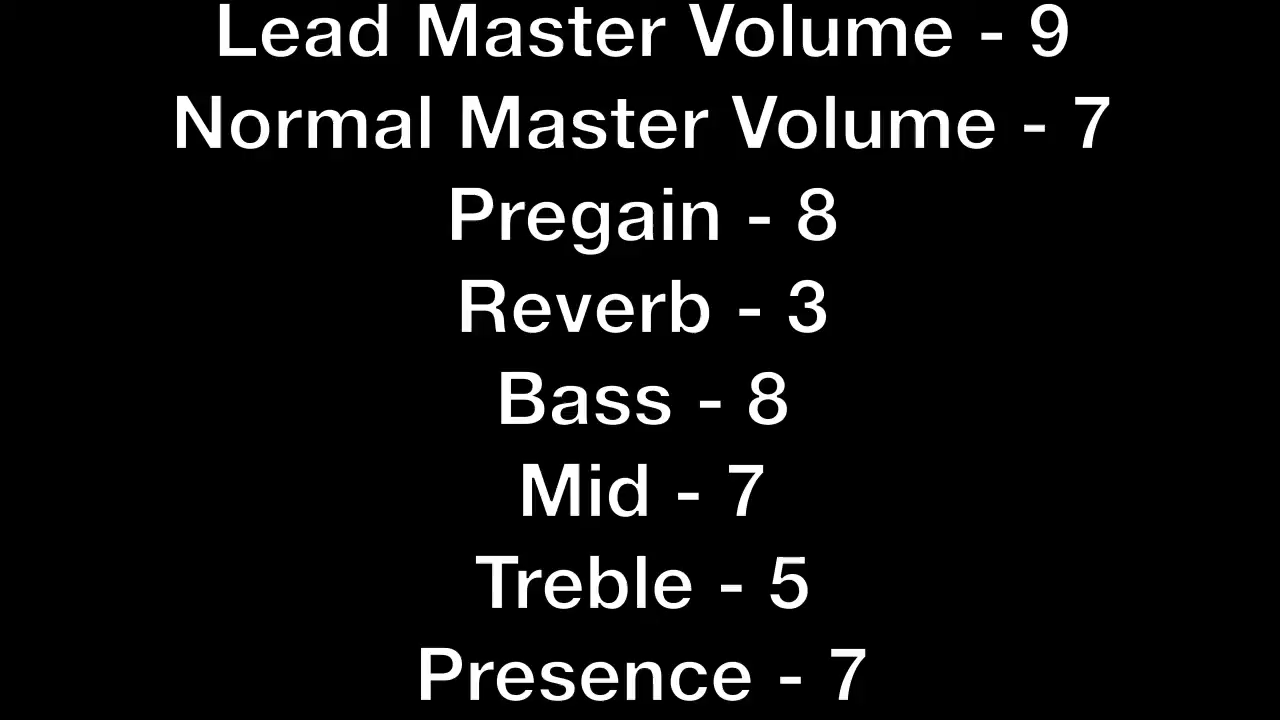 Lead Master Volume - 9
Normal Master Volume - 7
Pregain - 8
Reverb - 3
Bass - 8
Mid - 7
Treble - 5
Presence - 7